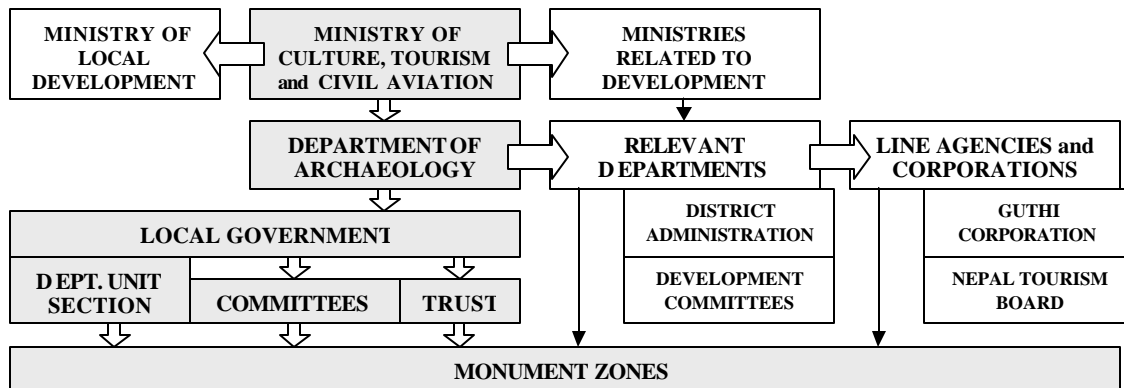 MINISTRY OF
LOCAL
DEVELOPMENT
MINISTRY OF
CULTURE, TOURISM
and CIVIL AVIATION
MINISTRIES
RELATED TO
DEVELOPMENT
DEPARTMENT OF
ARCHAEOLOGY
RELEVANT
DEPARTMENTS
LINE AGENCIES and
CORPORATIONS
DISTRICT
ADMINISTRATION
GUTHI
CORPORATION
LOCAL GOVERNMENT
DEPT. UNIT
SECTION
COMMITTEES
TRUST
DEVELOPMENT
COMMITTEES
NEPAL TOURISM
BOARD
MONUMENT ZONES